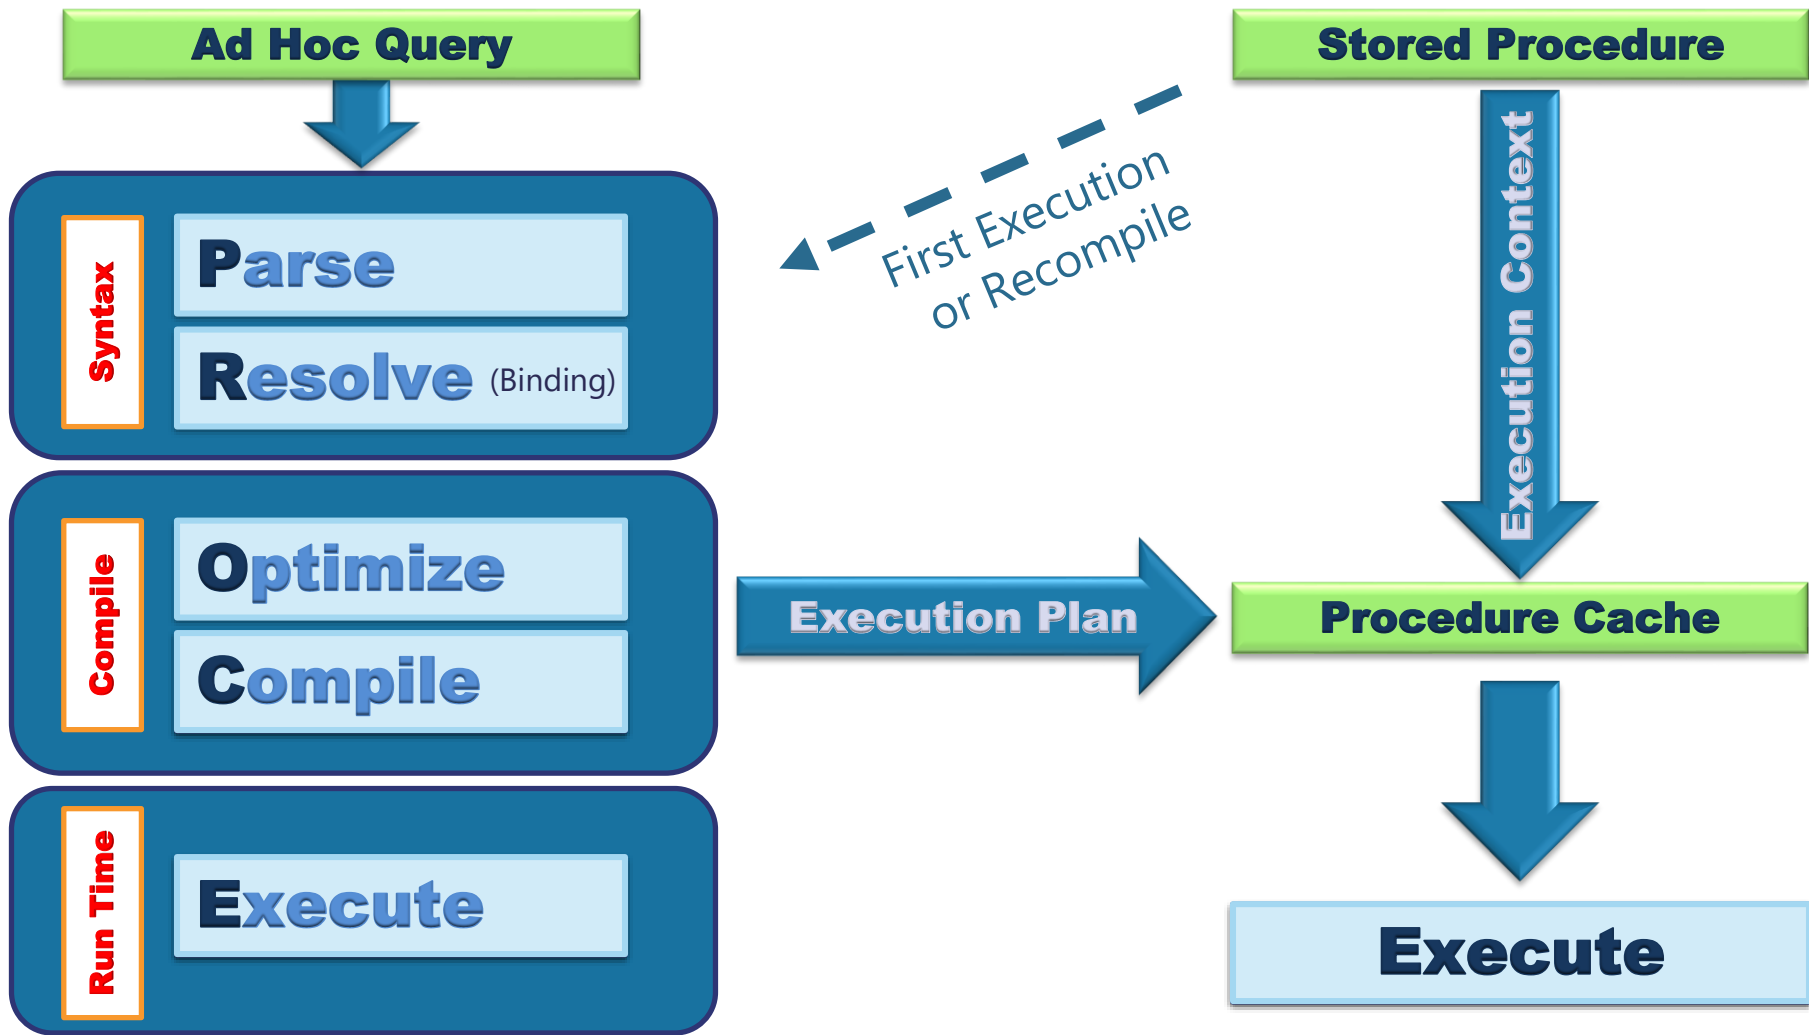 Ad Hoc Query
Stored Procedure
Syntax
Parse
Resolve (Binding)
First Execution
or Recompile
Execution Context
Compile
Optimize
Compile
Execution Plan
Procedure Cache
Run Time
Execute
Execute